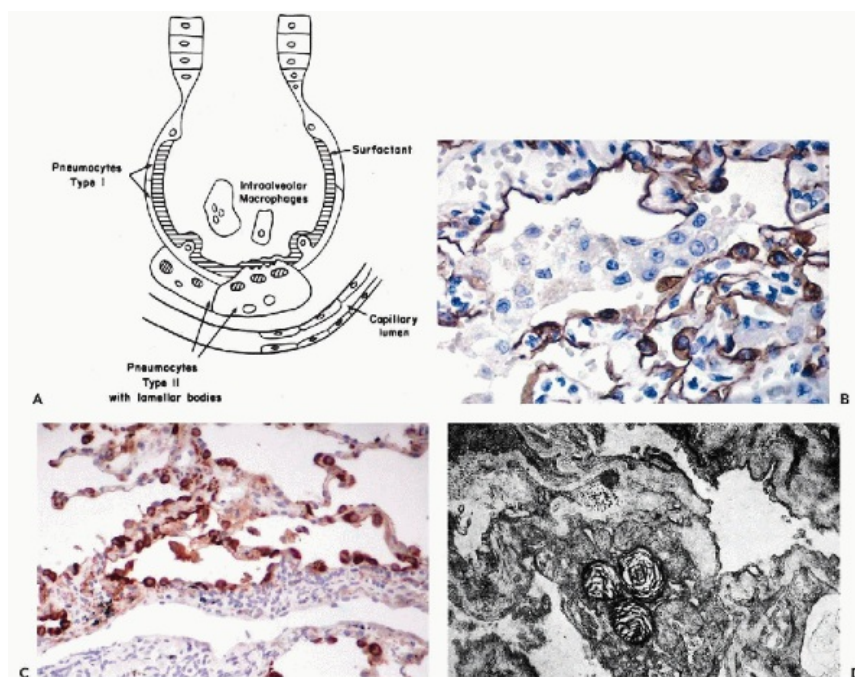 Pneumocytes
Type I
Surfactant
Intraalveolar
Macrophages
Capillary
lumen
Pneumocytes
Type II
with lamellar bodies
A
B
C
D